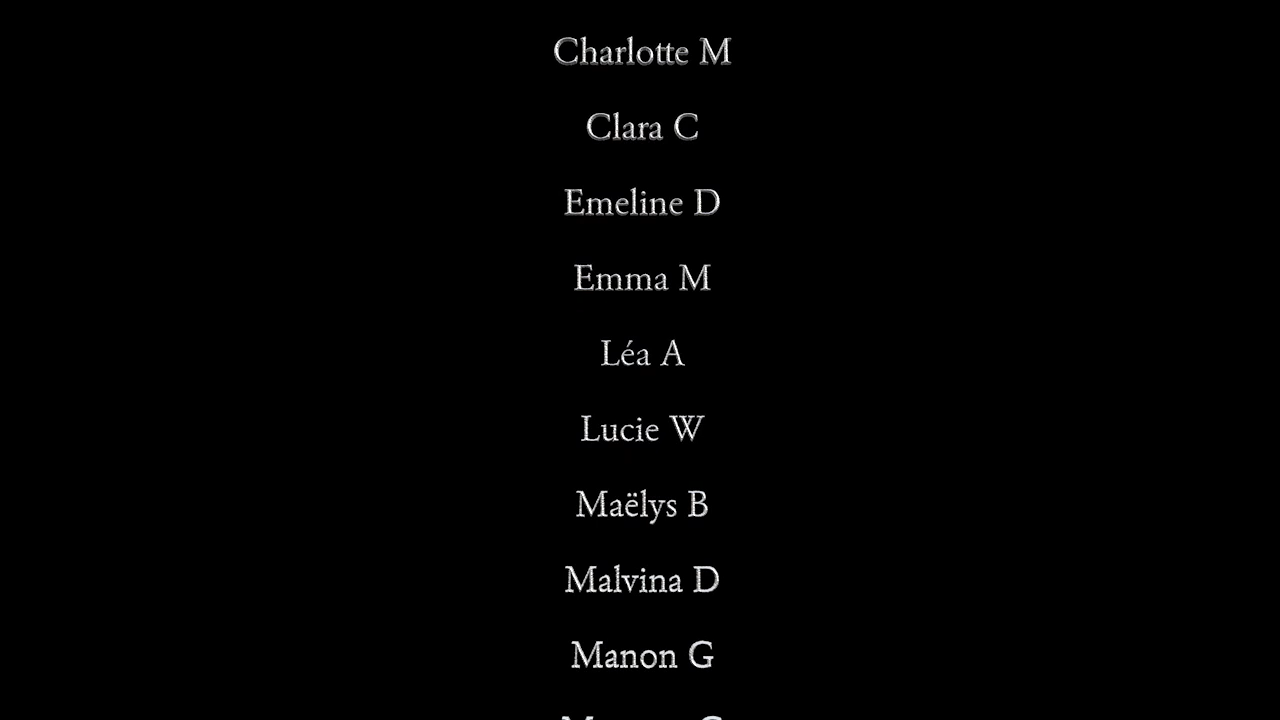 Charlotte M
Clara C
Emeline D
Emma M
Léa A
Lucie W
Maëlys B
Malvina D
Manon G